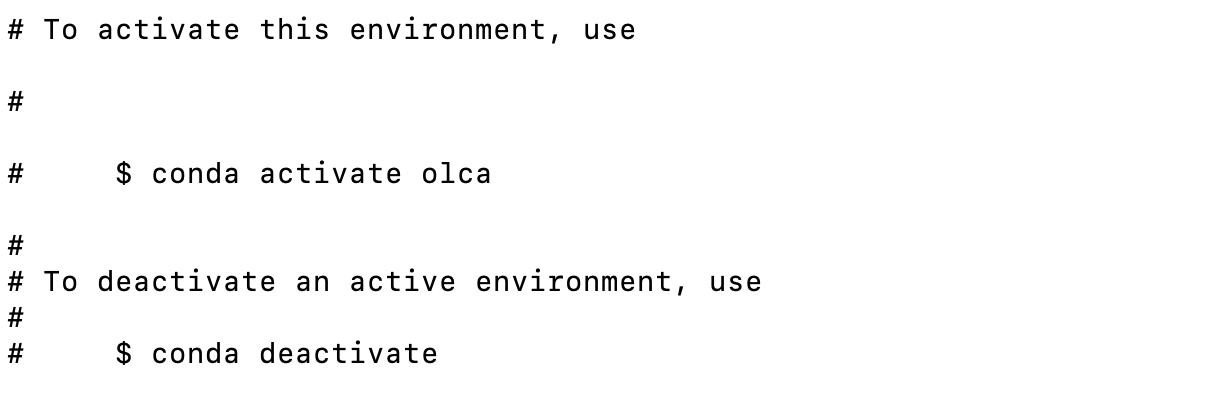 # To activate this environment, use
#
#     $ conda activate olca
#
# To deactivate an active environment, use
#
#     $ conda deactivate